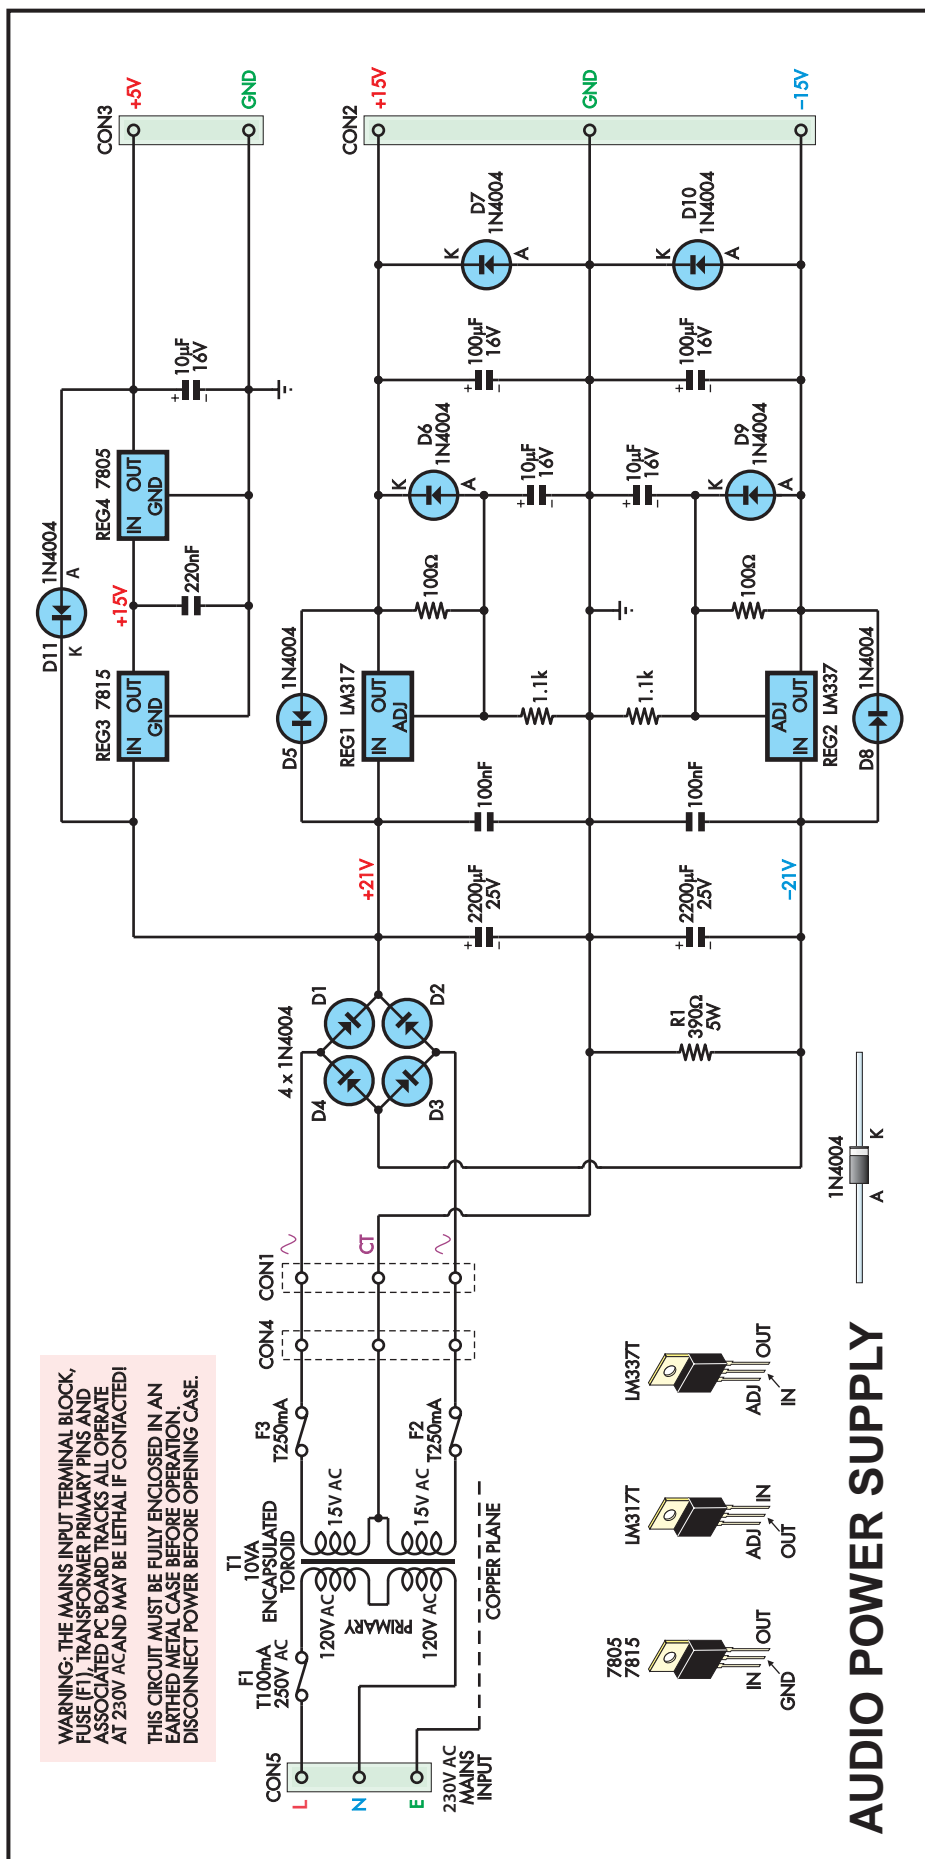 WARNING: THE MAINS INPUT TERMINAL BLOCK,
FUSE (F1), TRANSFORMER PRIMARY PINS AND
ASSOCIATED PC BOARD TRACKS ALL OPERATE
AT 230V AC AND MAY BE LETHAL IF CONTACTED!
THIS CIRCUIT MUST BE FULLY ENCLOSED IN AN
EARTHED METAL CASE BEFORE OPERATION.
DISCONNECT POWER BEFORE OPENING CASE.
CON5
L
N
E
230V AC
MAINS
INPUT
F1
T100mA
250V AC
T1
10VA
ENCAPSULATED
TOROID
120V AC
PRIMARY
120V AC
15V AC
15V AC
COPPER PLANE
F3
T250mA
F2
T250mA
CON4
CON1
~
CT
~
4 x 1N4004
D4
D1
D3
D2
R1
390Ω
5W
+21V
2200µF
25V
+
–
2200µF
25V
+
–
–21V
100nF
100nF
D11
1N4004
K
A
REG3 7815
IN
OUT
GND
+15V
220nF
REG4 7805
IN
OUT
GND
10µF
16V
+
–
CON3
+5V
GND
D5
1N4004
REG1 LM317
IN
OUT
ADJ
1.1k
1.1k
100Ω
100Ω
ADJ
IN
OUT
REG2 LM337
D8
1N4004
D6
1N4004
K
A
10µF
16V
+
–
10µF
16V
+
–
D9
1N4004
K
A
100µF
16V
+
–
100µF
16V
+
–
D7
1N4004
K
A
D10
1N4004
K
A
CON2
+15V
GND
–15V
7805
7815
IN
GND
OUT
LM317T
ADJ
OUT
IN
LM337T
ADJ
IN
OUT
1N4004
A
K
AUDIO POWER SUPPLY